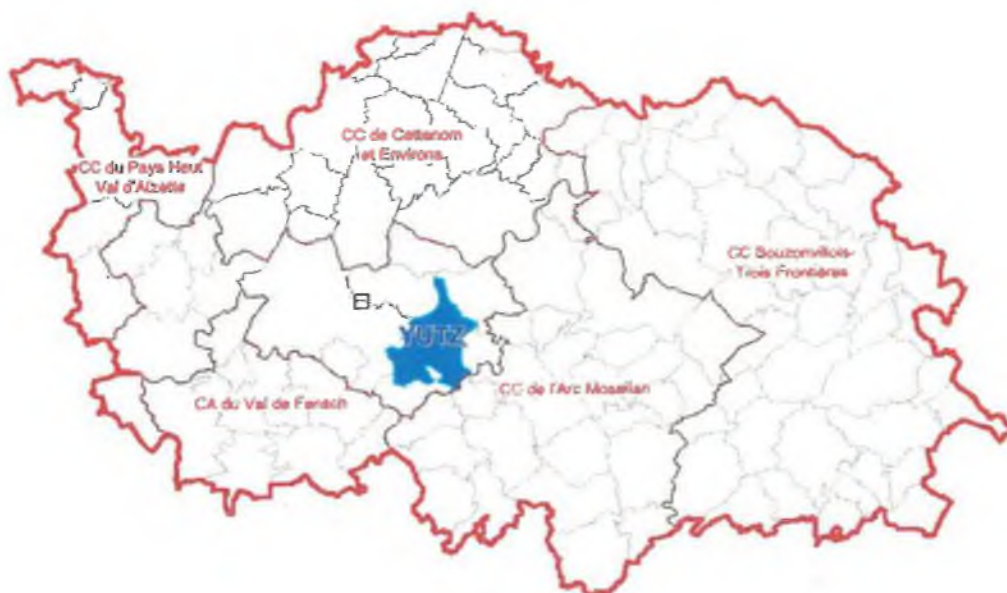 CC de Cattenom
et Environs
CC du Pays Haut
Val d'Alzette
CC Bouzonvillois-
Trois Frontières
YUTZ
CC de l'Arc Mosellan
CA du Val de Fensch